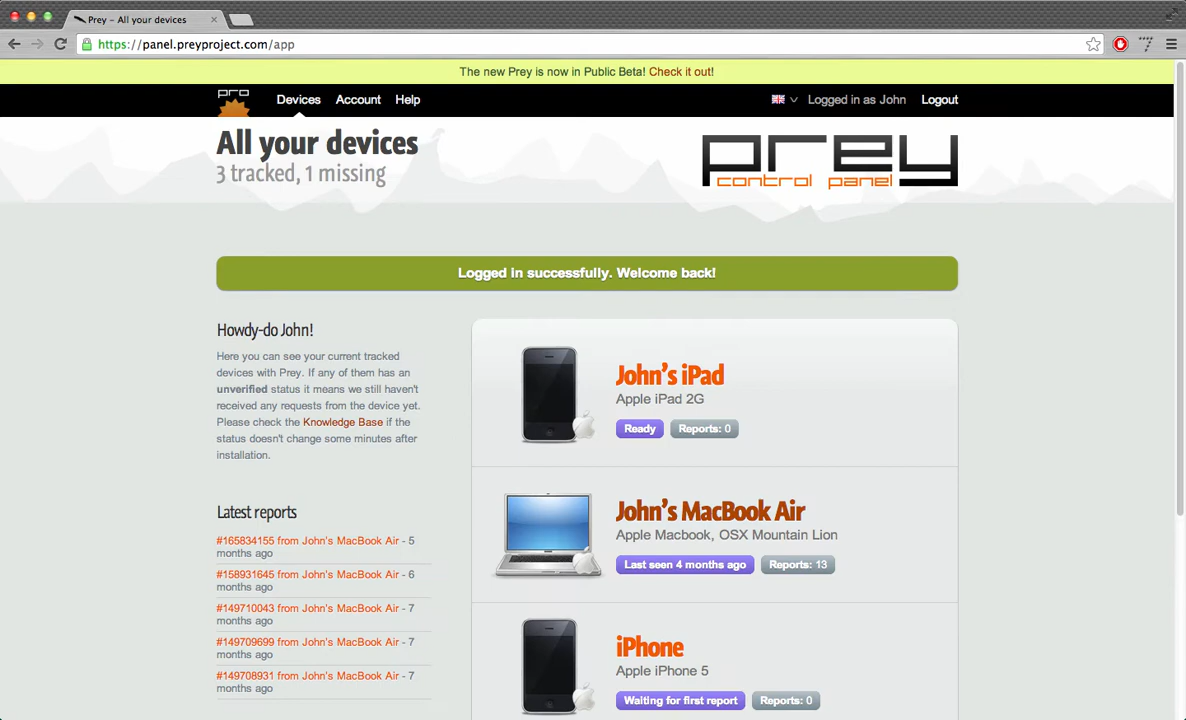 Prey – All your devices
https://panel.preyproject.com/app
The new Prey is now in Public Beta! Check it out!
pro
Devices Account Help
Logged in as John Logout
All your devices
3 tracked, 1 missing
prey
control panel
Logged in successfully. Welcome back!
Howdy-do John!
Here you can see your current tracked
devices with Prey. If any of them has an
unverified status it means we still haven't
received any requests from the device yet.
Please check the Knowledge Base if the
status doesn't change some minutes after
installation.
Latest reports
#165834155 from John's MacBook Air - 5
months ago
#158931645 from John's MacBook Air - 6
months ago
#149710043 from John's MacBook Air - 7
months ago
#149709699 from John's MacBook Air - 7
months ago
#149708931 from John's MacBook Air - 7
months ago
John's iPad
Apple iPad 2G
Ready Reports: 0
John's MacBook Air
Apple Macbook, OSX Mountain Lion
Last seen 4 months ago Reports: 13
iPhone
Apple iPhone 5
Waiting for first report Reports: 0